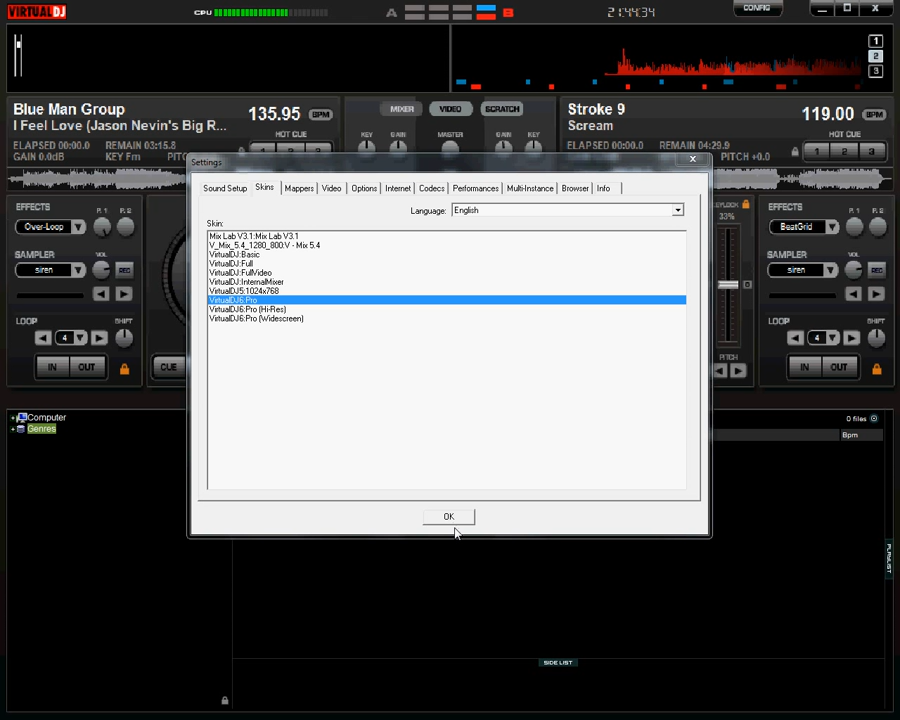 VIRTUAL DJ
CPU
A
B
21:44:34
CONFIG
1
2
3
Blue Man Group
I Feel Love (Jason Nevin's Big R...
135.95 BPM
HOT CUE
ELAPSED 00:00.0 REMAIN 03:15.8
GAIN 0.0dB KEY Fm
MIXER VIDEO SCRATCH
KEY GAIN MASTER GAIN KEY
Stroke 9
Scream
119.00 BPM
HOT CUE
ELAPSED 00:00.0 REMAIN 04:29.9
PITCH +0.0
1 2 3
Settings
Sound Setup Skins Mappers Video Options Internet Codecs Performances Multi-Instance Browser Info
Language: English
Skin:
Mix Lab V3.1:Mix Lab V3.1
V_Mix_5.4_1280_800:V - Mix 5.4
VirtualDJ:Basic
VirtualDJ:Full
VirtualDJ:FullVideo
VirtualDJ:InternalMixer
VirtualDJ5:1024x768
VirtualDJ6:Pro
VirtualDJ6:Pro (Hi-Res)
VirtualDJ6:Pro (Widescreen)
OK
EFFECTS P. 1 P. 2
Over-Loop
SAMPLER VOL
siren REC
LOOP SHIFT
4
IN OUT
CUE
33%
PITCH
EFFECTS P. 1 P. 2
BeatGrid
SAMPLER VOL
siren REC
LOOP SHIFT
4
IN OUT
Computer
Genres
0 files
Bpm
PLAYLIST
SIDE LIST